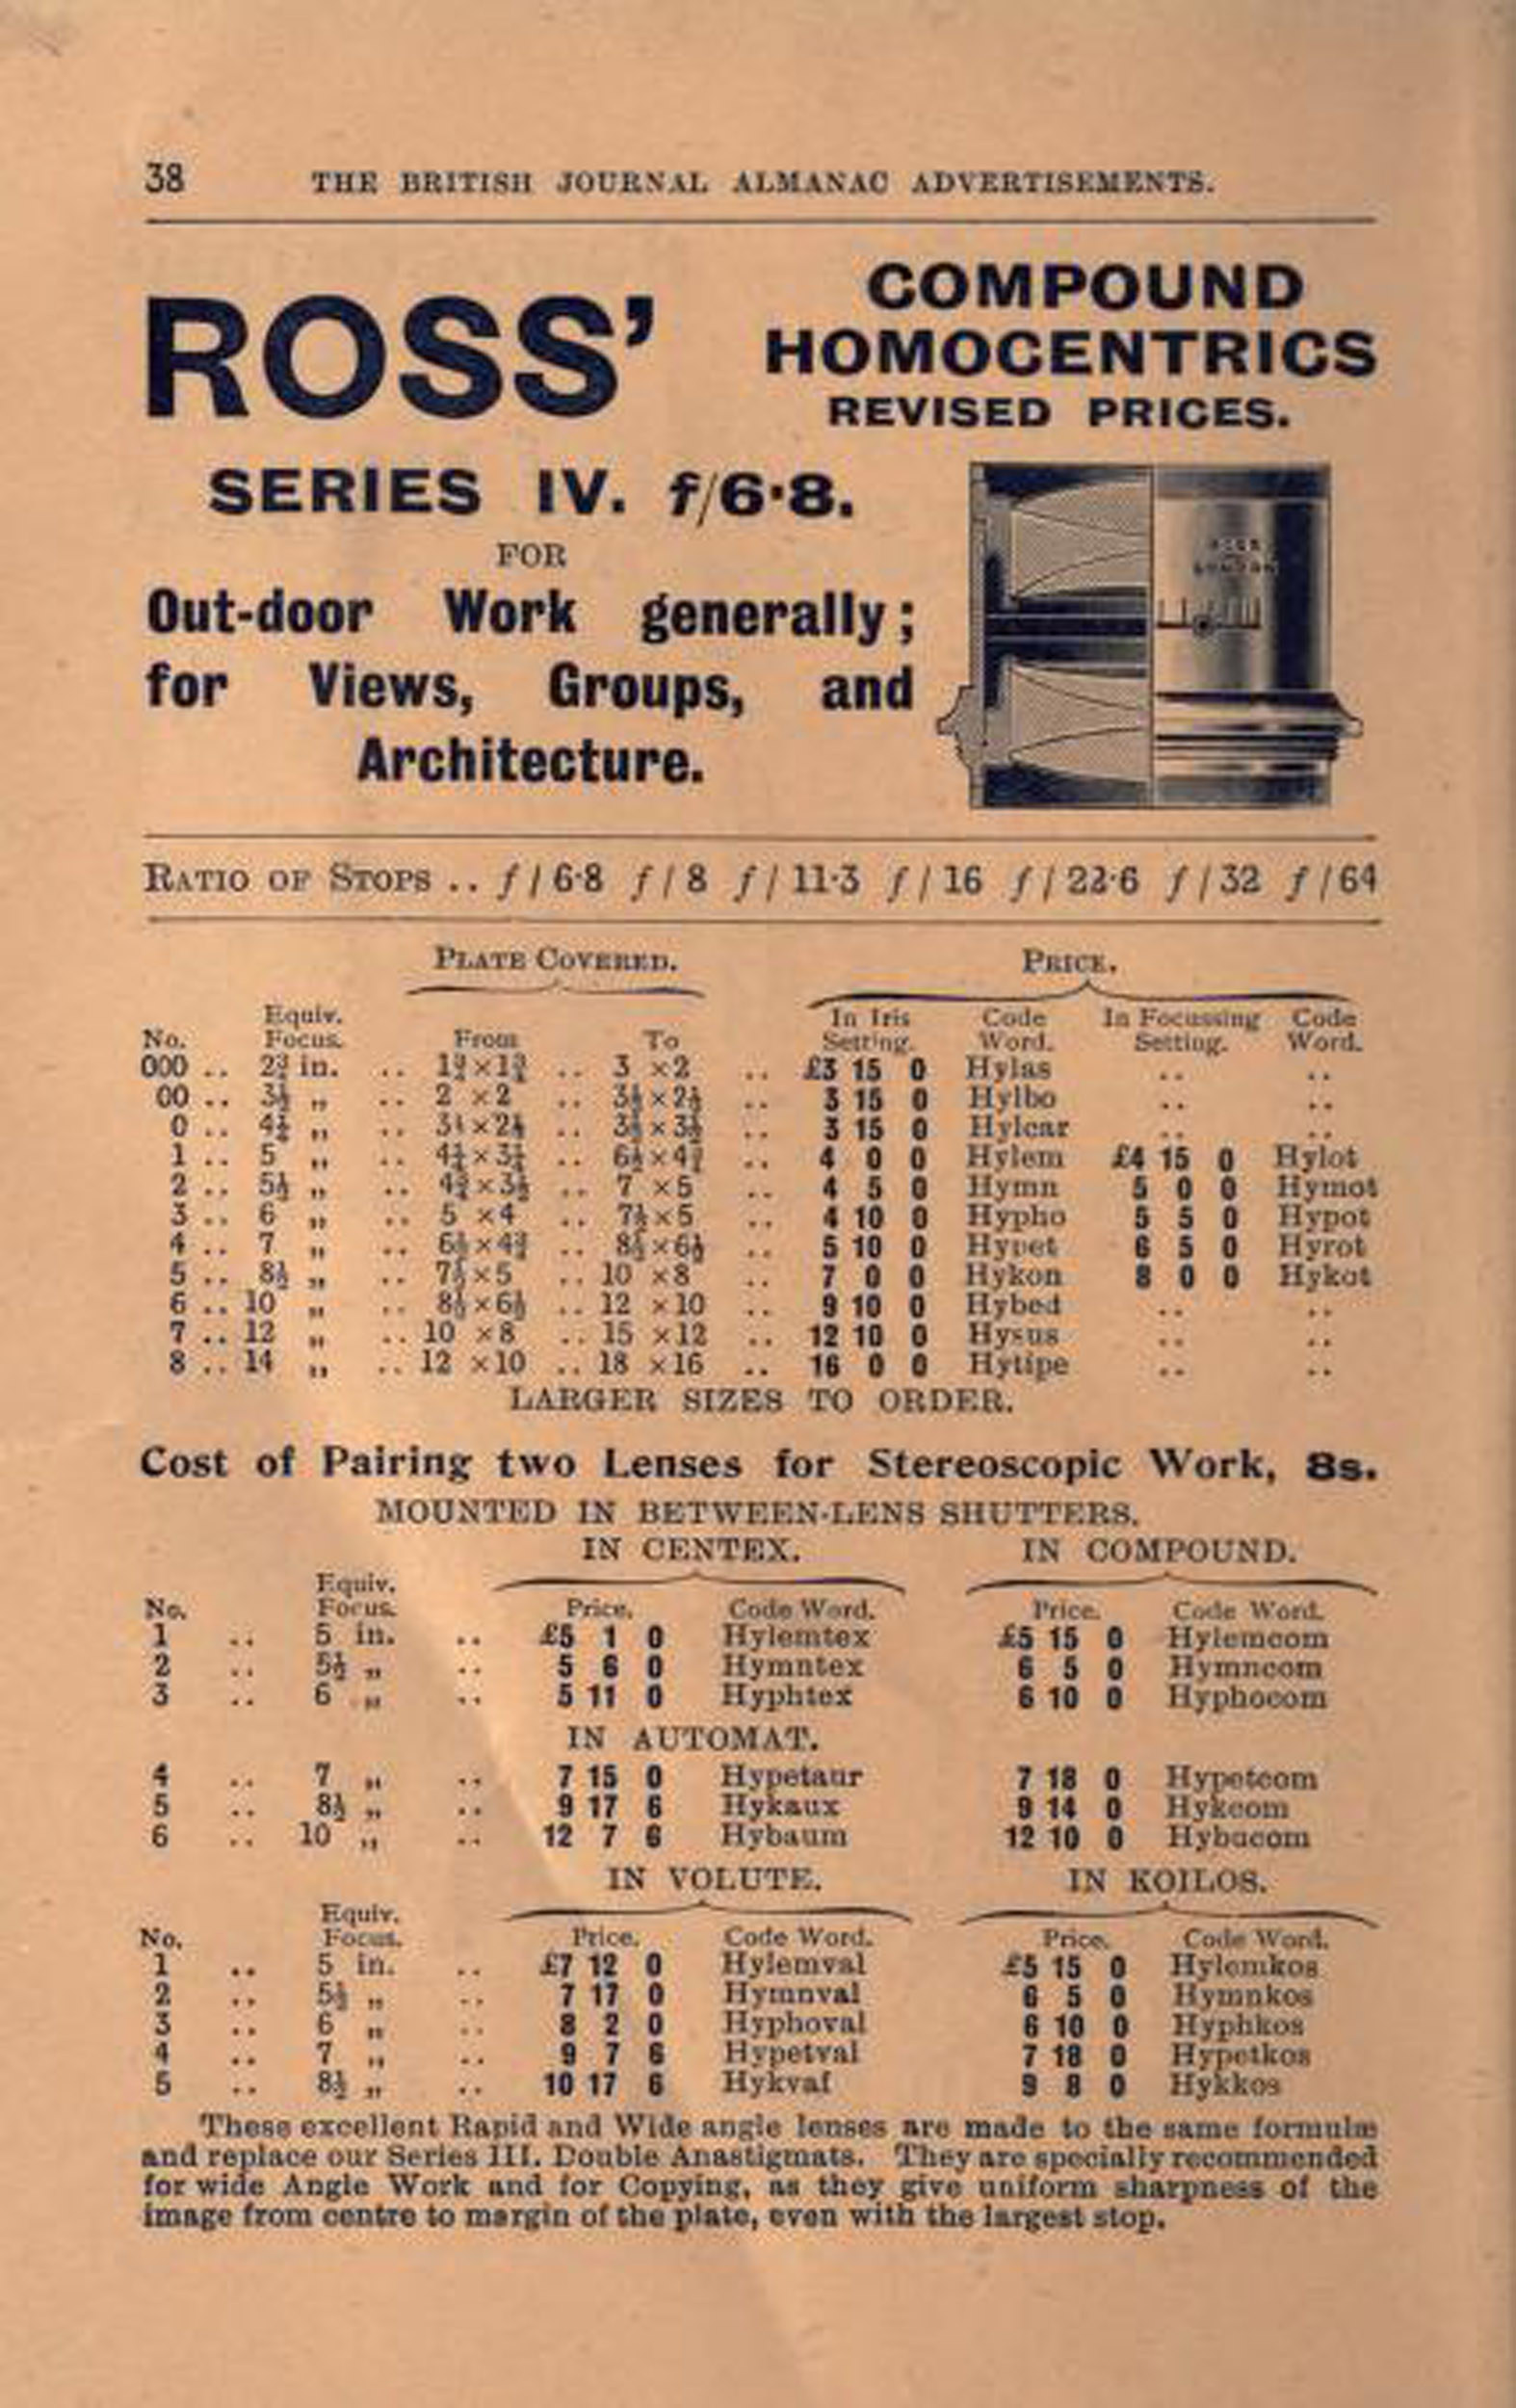 38 THE BRITISH JOURNAL ALMANAC ADVERTISEMENTS.
ROSS' COMPOUND
HOMOCENTRICS
REVISED PRICES.
SERIES IV. f/6·8.
FOR
Out-door Work generally;
for Views, Groups, and
Architecture.
ROSS
LONDON
RATIO OF STOPS .. f/6·8 f/8 f/11·3 f/16 f/22·6 f/32 f/64
PLATE COVERED. PRICE.
No. Equiv. Focus. From To In Iris Setting. Code Word. In Focussing Setting. Code Word.
000 .. 2¾ in. .. 1¾ × 1¾ .. 3 × 2 .. £3 15 0 Hylas .. ..
00 .. 3½ „ .. 2 × 2 .. 3½ × 2½ .. 3 15 0 Hylbo .. ..
0 .. 4½ „ .. 3¼ × 2½ .. 3½ × 3½ .. 3 15 0 Hylcar .. ..
1 .. 5 „ .. 4¼ × 3¼ .. 6½ × 4¾ .. 4 0 0 Hylem £4 15 0 Hylot
2 .. 5½ „ .. 4¾ × 3½ .. 7 × 5 .. 4 5 0 Hymn 5 0 0 Hymot
3 .. 6 „ .. 5 × 4 .. 7½ × 5 .. 4 10 0 Hypho 5 5 0 Hypot
4 .. 7 „ .. 6½ × 4¾ .. 8½ × 6½ .. 5 10 0 Hypet 6 5 0 Hyrot
5 .. 8½ „ .. 7½ × 5 .. 10 × 8 .. 7 0 0 Hykon 8 0 0 Hykot
6 .. 10 „ .. 8½ × 6½ .. 12 × 10 .. 9 10 0 Hybed .. ..
7 .. 12 „ .. 10 × 8 .. 15 × 12 .. 12 10 0 Hysus .. ..
8 .. 14 „ .. 12 × 10 .. 18 × 16 .. 16 0 0 Hytipe .. ..
LARGER SIZES TO ORDER.
Cost of Pairing two Lenses for Stereoscopic Work, 8s.
MOUNTED IN BETWEEN-LENS SHUTTERS.
IN CENTEX. IN COMPOUND.
No. Equiv. Focus. Price. Code Word. Price. Code Word.
1 .. 5 in. .. £5 1 0 Hylemtex £5 15 0 Hylemcom
2 .. 5½ „ .. 5 6 0 Hymntex 6 5 0 Hymncom
3 .. 6 „ .. 5 11 0 Hyphtex 6 10 0 Hyphocom
IN AUTOMAT.
4 .. 7 „ .. 7 15 0 Hypetaur 7 18 0 Hypetcom
5 .. 8½ „ .. 9 17 6 Hykaux 9 14 0 Hykcom
6 .. 10 „ .. 12 7 6 Hybaum 12 10 0 Hybucom
IN VOLUTE. IN KOILOS.
No. Equiv. Focus. Price. Code Word. Price. Code Word.
1 .. 5 in. .. £7 12 0 Hylemval £5 15 0 Hylemkos
2 .. 5½ „ .. 7 17 0 Hymnval 6 5 0 Hymnkos
3 .. 6 „ .. 8 2 0 Hyphoval 6 10 0 Hyphkos
4 .. 7 „ .. 9 7 6 Hypetval 7 18 0 Hypetkos
5 .. 8½ „ .. 10 17 6 Hykvaf 9 8 0 Hykkos
These excellent Rapid and Wide angle lenses are made to the same formulæ
and replace our Series III. Double Anastigmats. They are specially recommended
for wide Angle Work and for Copying, as they give uniform sharpness of the
image from centre to margin of the plate, even with the largest stop.